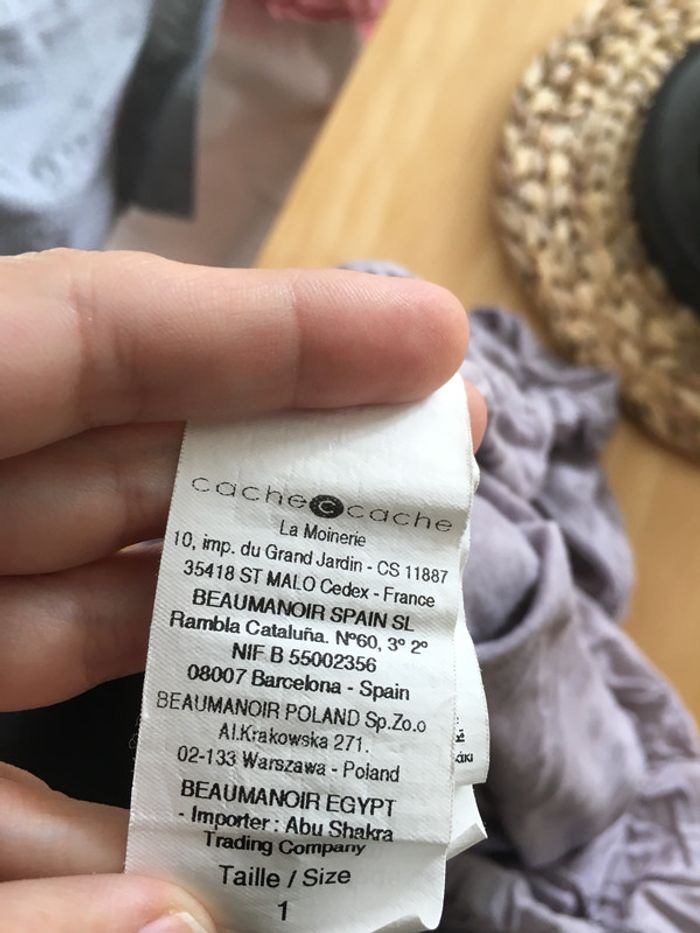 cache c cache
La Moinerie
10, imp. du Grand Jardin - CS 11887
35418 ST MALO Cedex - France
BEAUMANOIR SPAIN SL
Rambla Cataluña. Nº60, 3º 2º
NIF B 55002356
08007 Barcelona - Spain
BEAUMANOIR POLAND Sp.Zo.o
Al.Krakowska 271.
02-133 Warszawa - Poland
BEAUMANOIR EGYPT
- Importer : Abu Shakra
Trading Company
Taille / Size
1